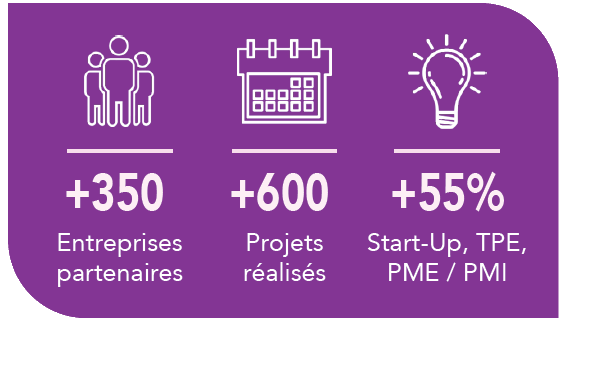 +350
Entreprises
partenaires
+600
Projets
réalisés
+55%
Start-Up, TPE,
PME / PMI